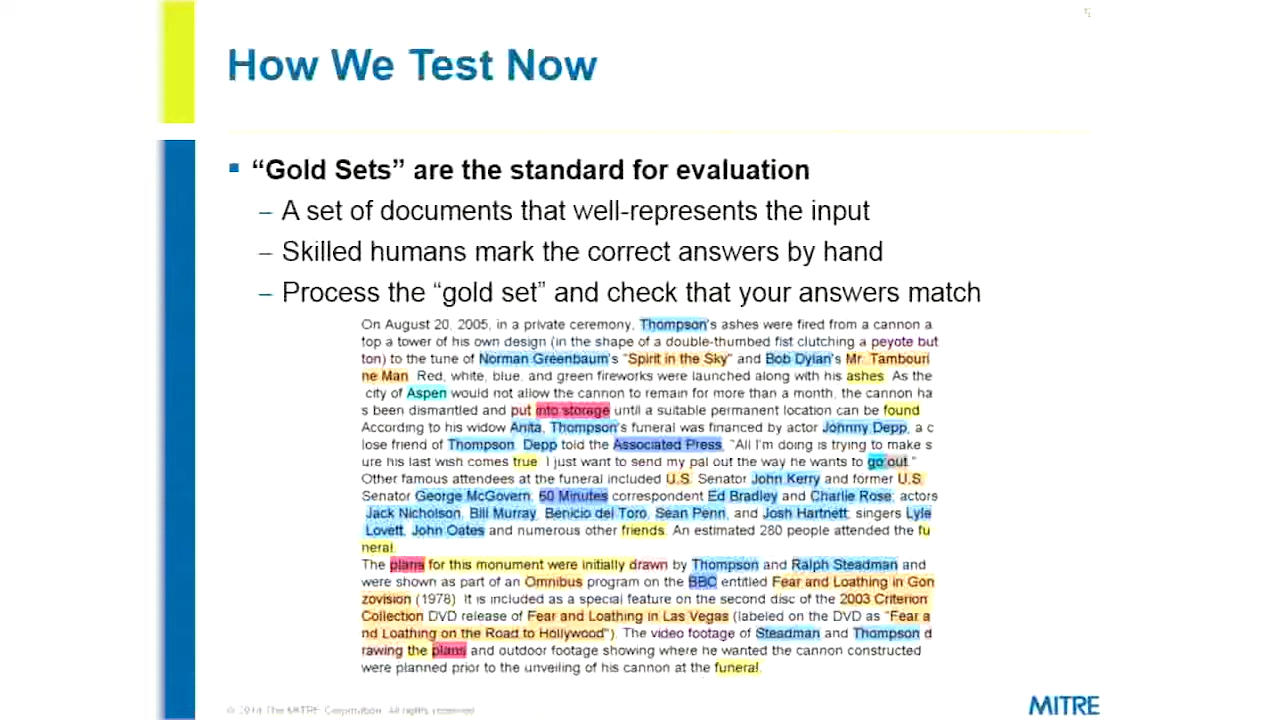 How We Test Now
▪ “Gold Sets” are the standard for evaluation
– A set of documents that well-represents the input
– Skilled humans mark the correct answers by hand
– Process the “gold set” and check that your answers match
On August 20, 2005, in a private ceremony, Thompson's ashes were fired from a cannon a
top a tower of his own design (in the shape of a double-thumbed fist clutching a peyote but
ton) to the tune of Norman Greenbaum's "Spirit in the Sky" and Bob Dylan's Mr. Tambouri
ne Man. Red, white, blue, and green fireworks were launched along with his ashes. As the
city of Aspen would not allow the cannon to remain for more than a month, the cannon ha
s been dismantled and put into storage until a suitable permanent location can be found.
According to his widow Anita, Thompson's funeral was financed by actor Johnny Depp, a c
lose friend of Thompson. Depp told the Associated Press, "All I'm doing is trying to make s
ure his last wish comes true. I just want to send my pal out the way he wants to go out."
Other famous attendees at the funeral included U.S. Senator John Kerry and former U.S.
Senator George McGovern; 60 Minutes correspondent Ed Bradley and Charlie Rose; actors
Jack Nicholson, Bill Murray, Benicio del Toro, Sean Penn, and Josh Hartnett; singers Lyle
Lovett, John Oates and numerous other friends. An estimated 280 people attended the fu
neral.
The plans for this monument were initially drawn by Thompson and Ralph Steadman and
were shown as part of an Omnibus program on the BBC entitled Fear and Loathing in Gon
zovision (1978). It is included as a special feature on the second disc of the 2003 Criterion
Collection DVD release of Fear and Loathing in Las Vegas (labeled on the DVD as "Fear a
nd Loathing on the Road to Hollywood"). The video footage of Steadman and Thompson d
rawing the plans and outdoor footage showing where he wanted the cannon constructed
were planned prior to the unveiling of his cannon at the funeral.
The MITRE Corporation. All rights reserved.
MITRE